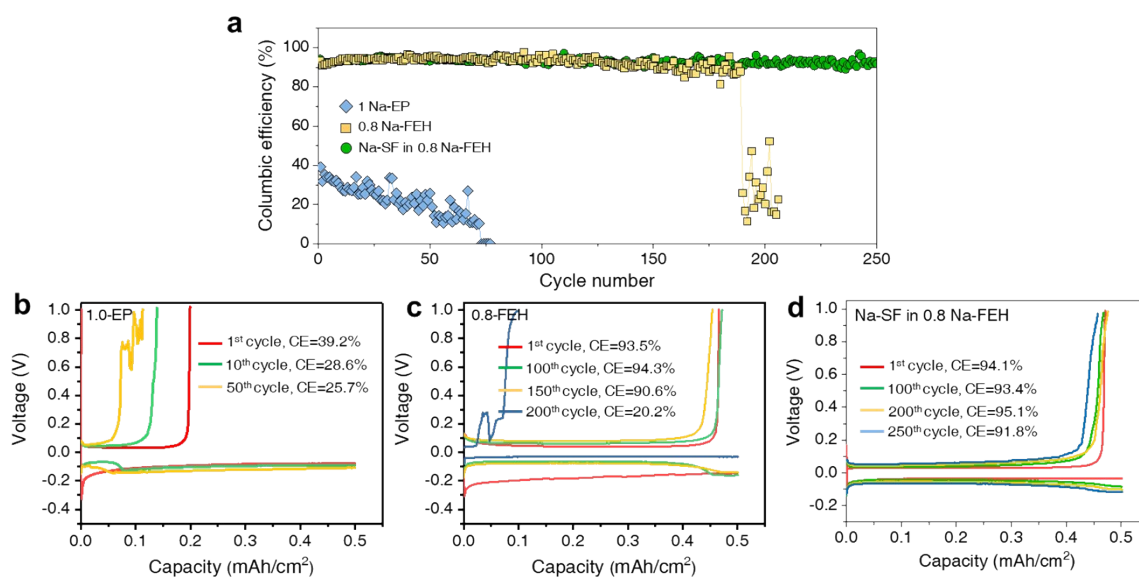 a
Columbic efficiency (%)
100
80
60
40
20
0
1 Na-EP
0.8 Na-FEH
Na-SF in 0.8 Na-FEH
0 50 100 150 200 250
Cycle number
b
Voltage (V)
1.0
0.8
0.6
0.4
0.2
0.0
-0.2
-0.4
1.0-EP
1st cycle, CE=39.2%
10th cycle, CE=28.6%
50th cycle, CE=25.7%
0.0 0.1 0.2 0.3 0.4 0.5
Capacity (mAh/cm2)
c
Voltage (V)
1.0
0.8
0.6
0.4
0.2
0.0
-0.2
-0.4
0.8-FEH
1st cycle, CE=93.5%
100th cycle, CE=94.3%
150th cycle, CE=90.6%
200th cycle, CE=20.2%
0.0 0.1 0.2 0.3 0.4 0.5
Capacity (mAh/cm2)
d
Voltage (V)
1.0
0.8
0.6
0.4
0.2
0.0
-0.2
Na-SF in 0.8 Na-FEH
1st cycle, CE=94.1%
100th cycle, CE=93.4%
200th cycle, CE=95.1%
250th cycle, CE=91.8%
0.0 0.1 0.2 0.3 0.4 0.5
Capacity (mAh/cm2)